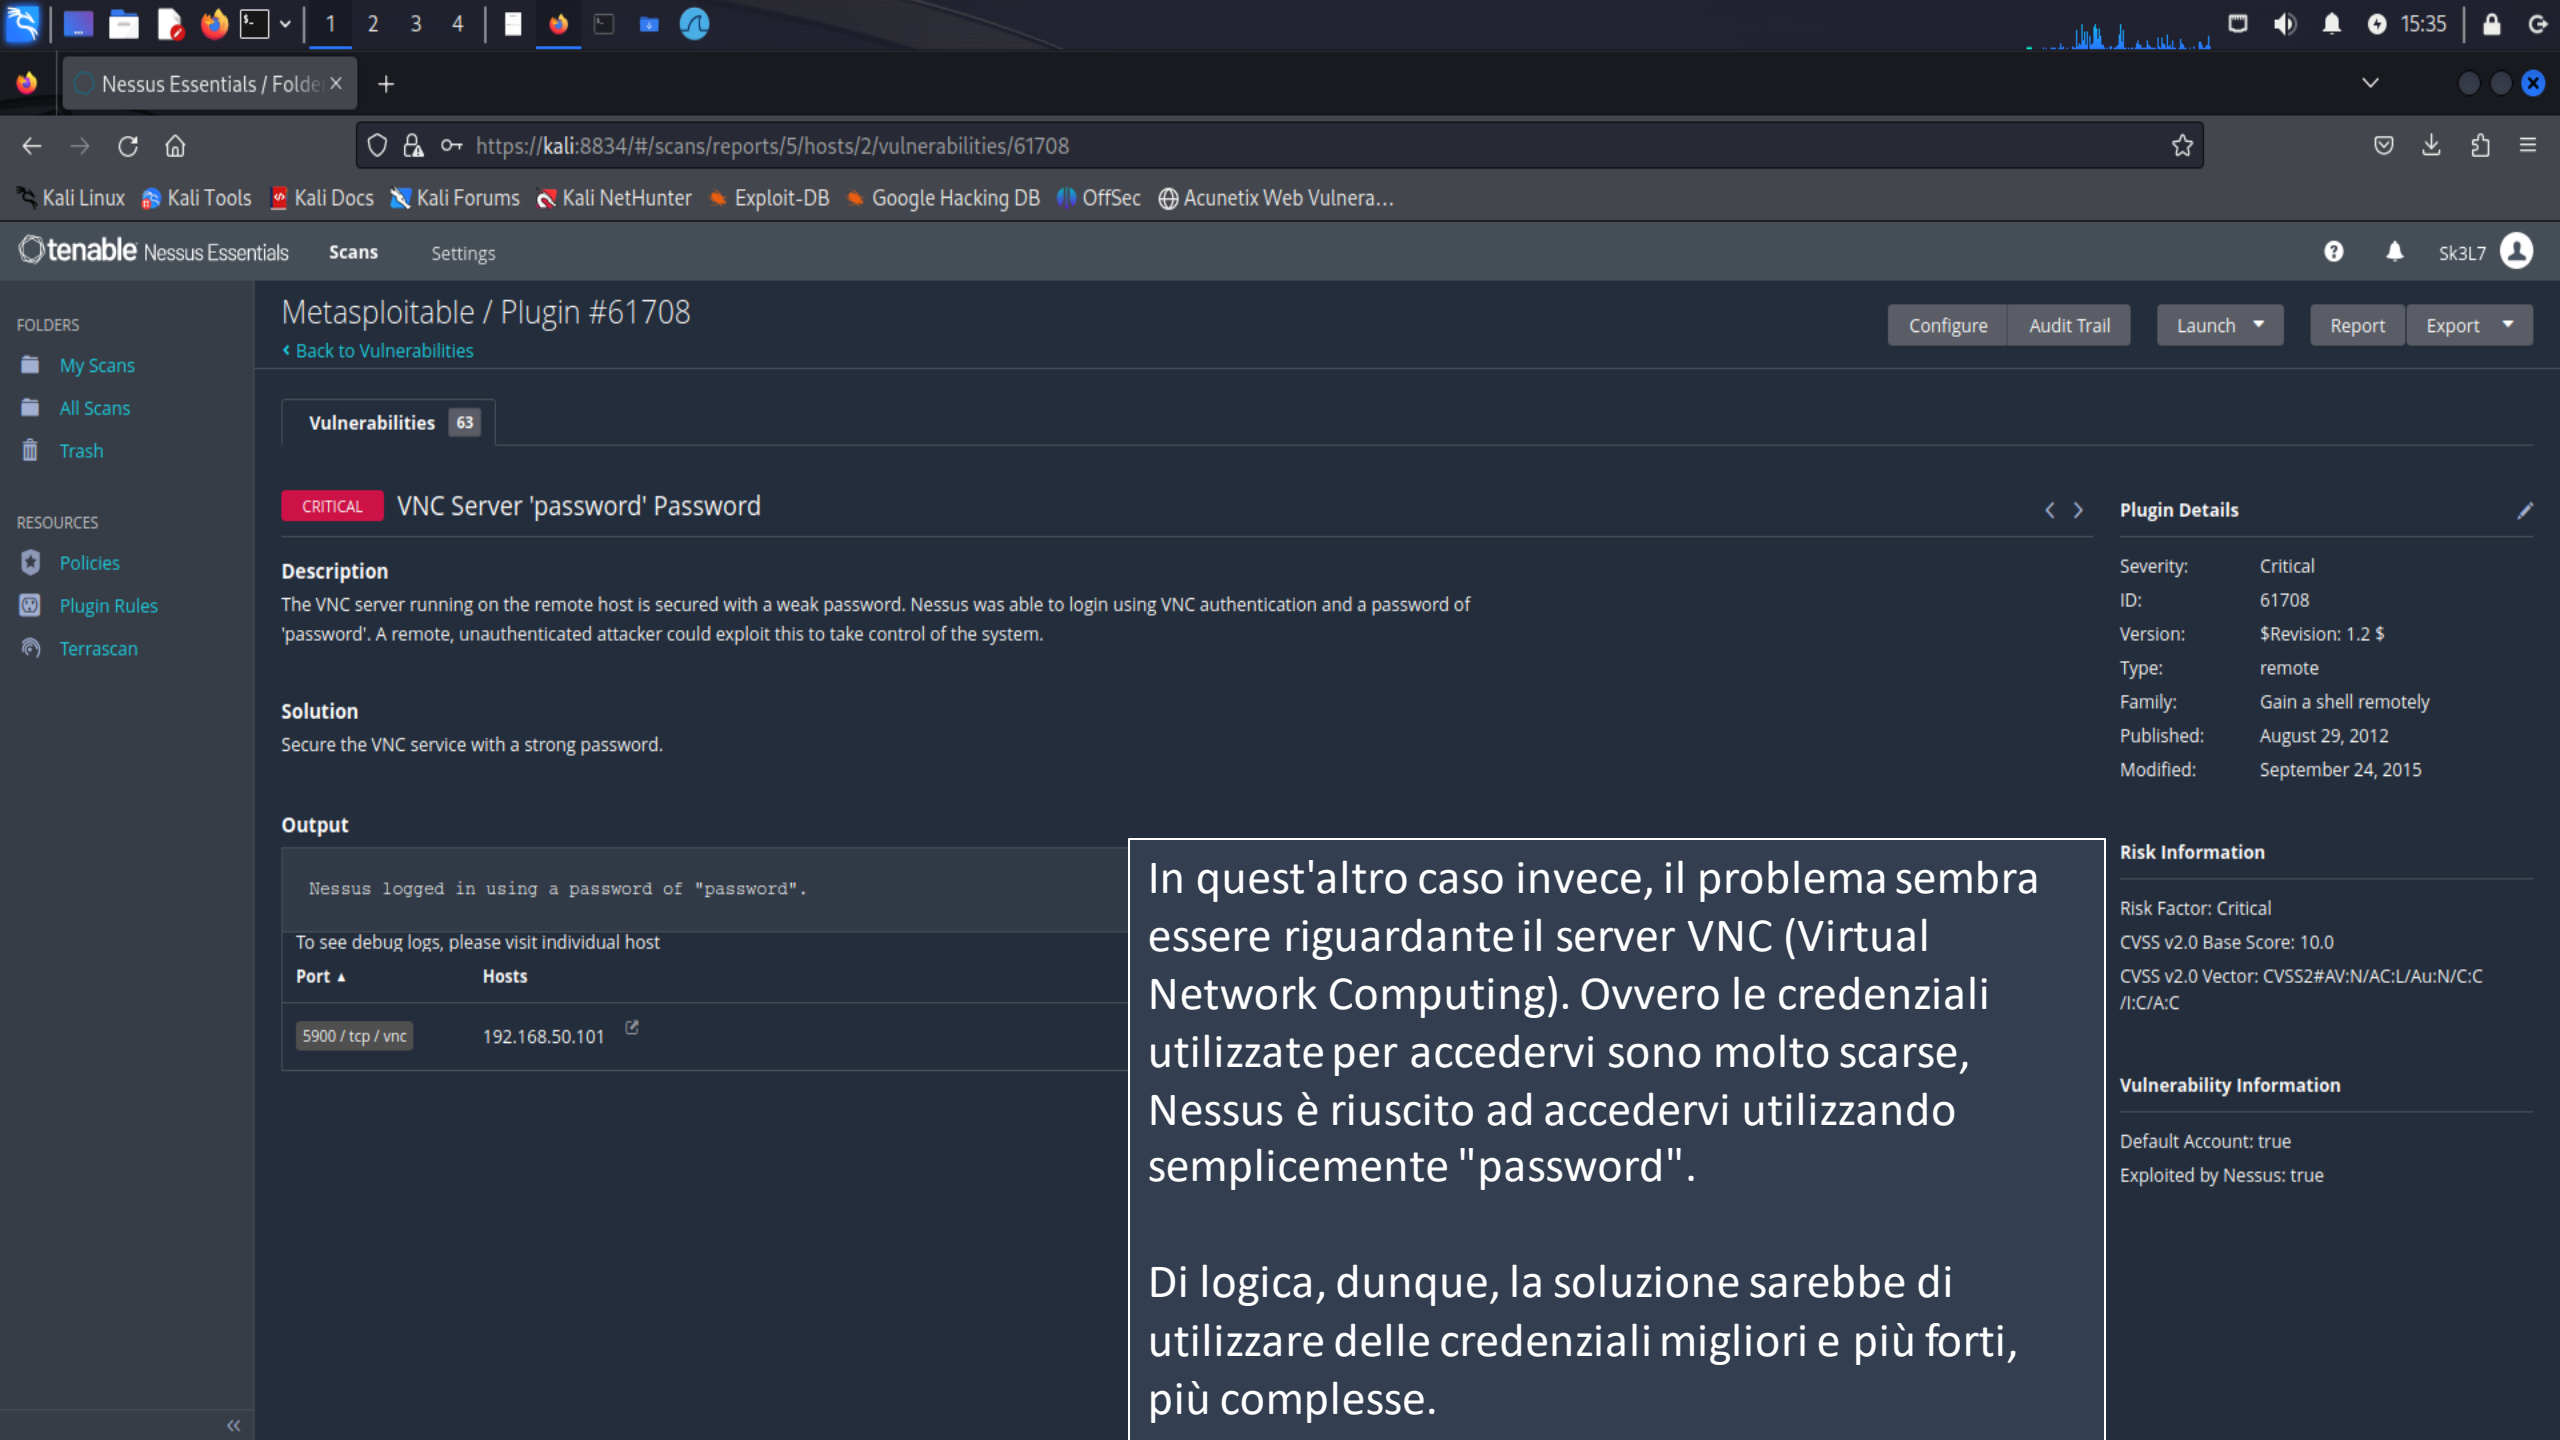 1 2 3 4 15:35
Nessus Essentials / Folde
https://kali:8834/#/scans/reports/5/hosts/2/vulnerabilities/61708
Kali Linux Kali Tools Kali Docs Kali Forums Kali NetHunter Exploit-DB Google Hacking DB OffSec Acunetix Web Vulnera...
tenable Nessus Essentials Scans Settings Sk3L7
FOLDERS
My Scans
All Scans
Trash
RESOURCES
Policies
Plugin Rules
Terrascan
Metasploitable / Plugin #61708
Back to Vulnerabilities
Configure Audit Trail Launch Report Export
Vulnerabilities 63
CRITICAL VNC Server 'password' Password
Description
The VNC server running on the remote host is secured with a weak password. Nessus was able to login using VNC authentication and a password of
'password'. A remote, unauthenticated attacker could exploit this to take control of the system.
Solution
Secure the VNC service with a strong password.
Output
Nessus logged in using a password of "password".
To see debug logs, please visit individual host
Port Hosts
5900 / tcp / vnc 192.168.50.101
In quest'altro caso invece, il problema sembra
essere riguardante il server VNC (Virtual
Network Computing). Ovvero le credenziali
utilizzate per accedervi sono molto scarse,
Nessus è riuscito ad accedervi utilizzando
semplicemente "password".
Di logica, dunque, la soluzione sarebbe di
utilizzare delle credenziali migliori e più forti,
più complesse.
Plugin Details
Severity: Critical
ID: 61708
Version: $Revision: 1.2 $
Type: remote
Family: Gain a shell remotely
Published: August 29, 2012
Modified: September 24, 2015
Risk Information
Risk Factor: Critical
CVSS v2.0 Base Score: 10.0
CVSS v2.0 Vector: CVSS2#AV:N/AC:L/Au:N/C:C
/I:C/A:C
Vulnerability Information
Default Account: true
Exploited by Nessus: true